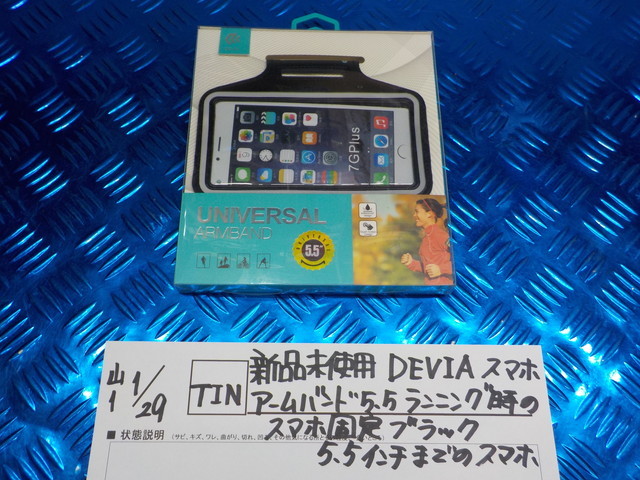 7GPlus
UNIVERSAL
ARMBAND
5.5"
山1 1/29
TIN
新品未使用 DEVIA スマホ
アームバンド 5.5 ランニング時の
スマホ固定 ブラック
5.5インチまでのスマホ
■ 状態説明